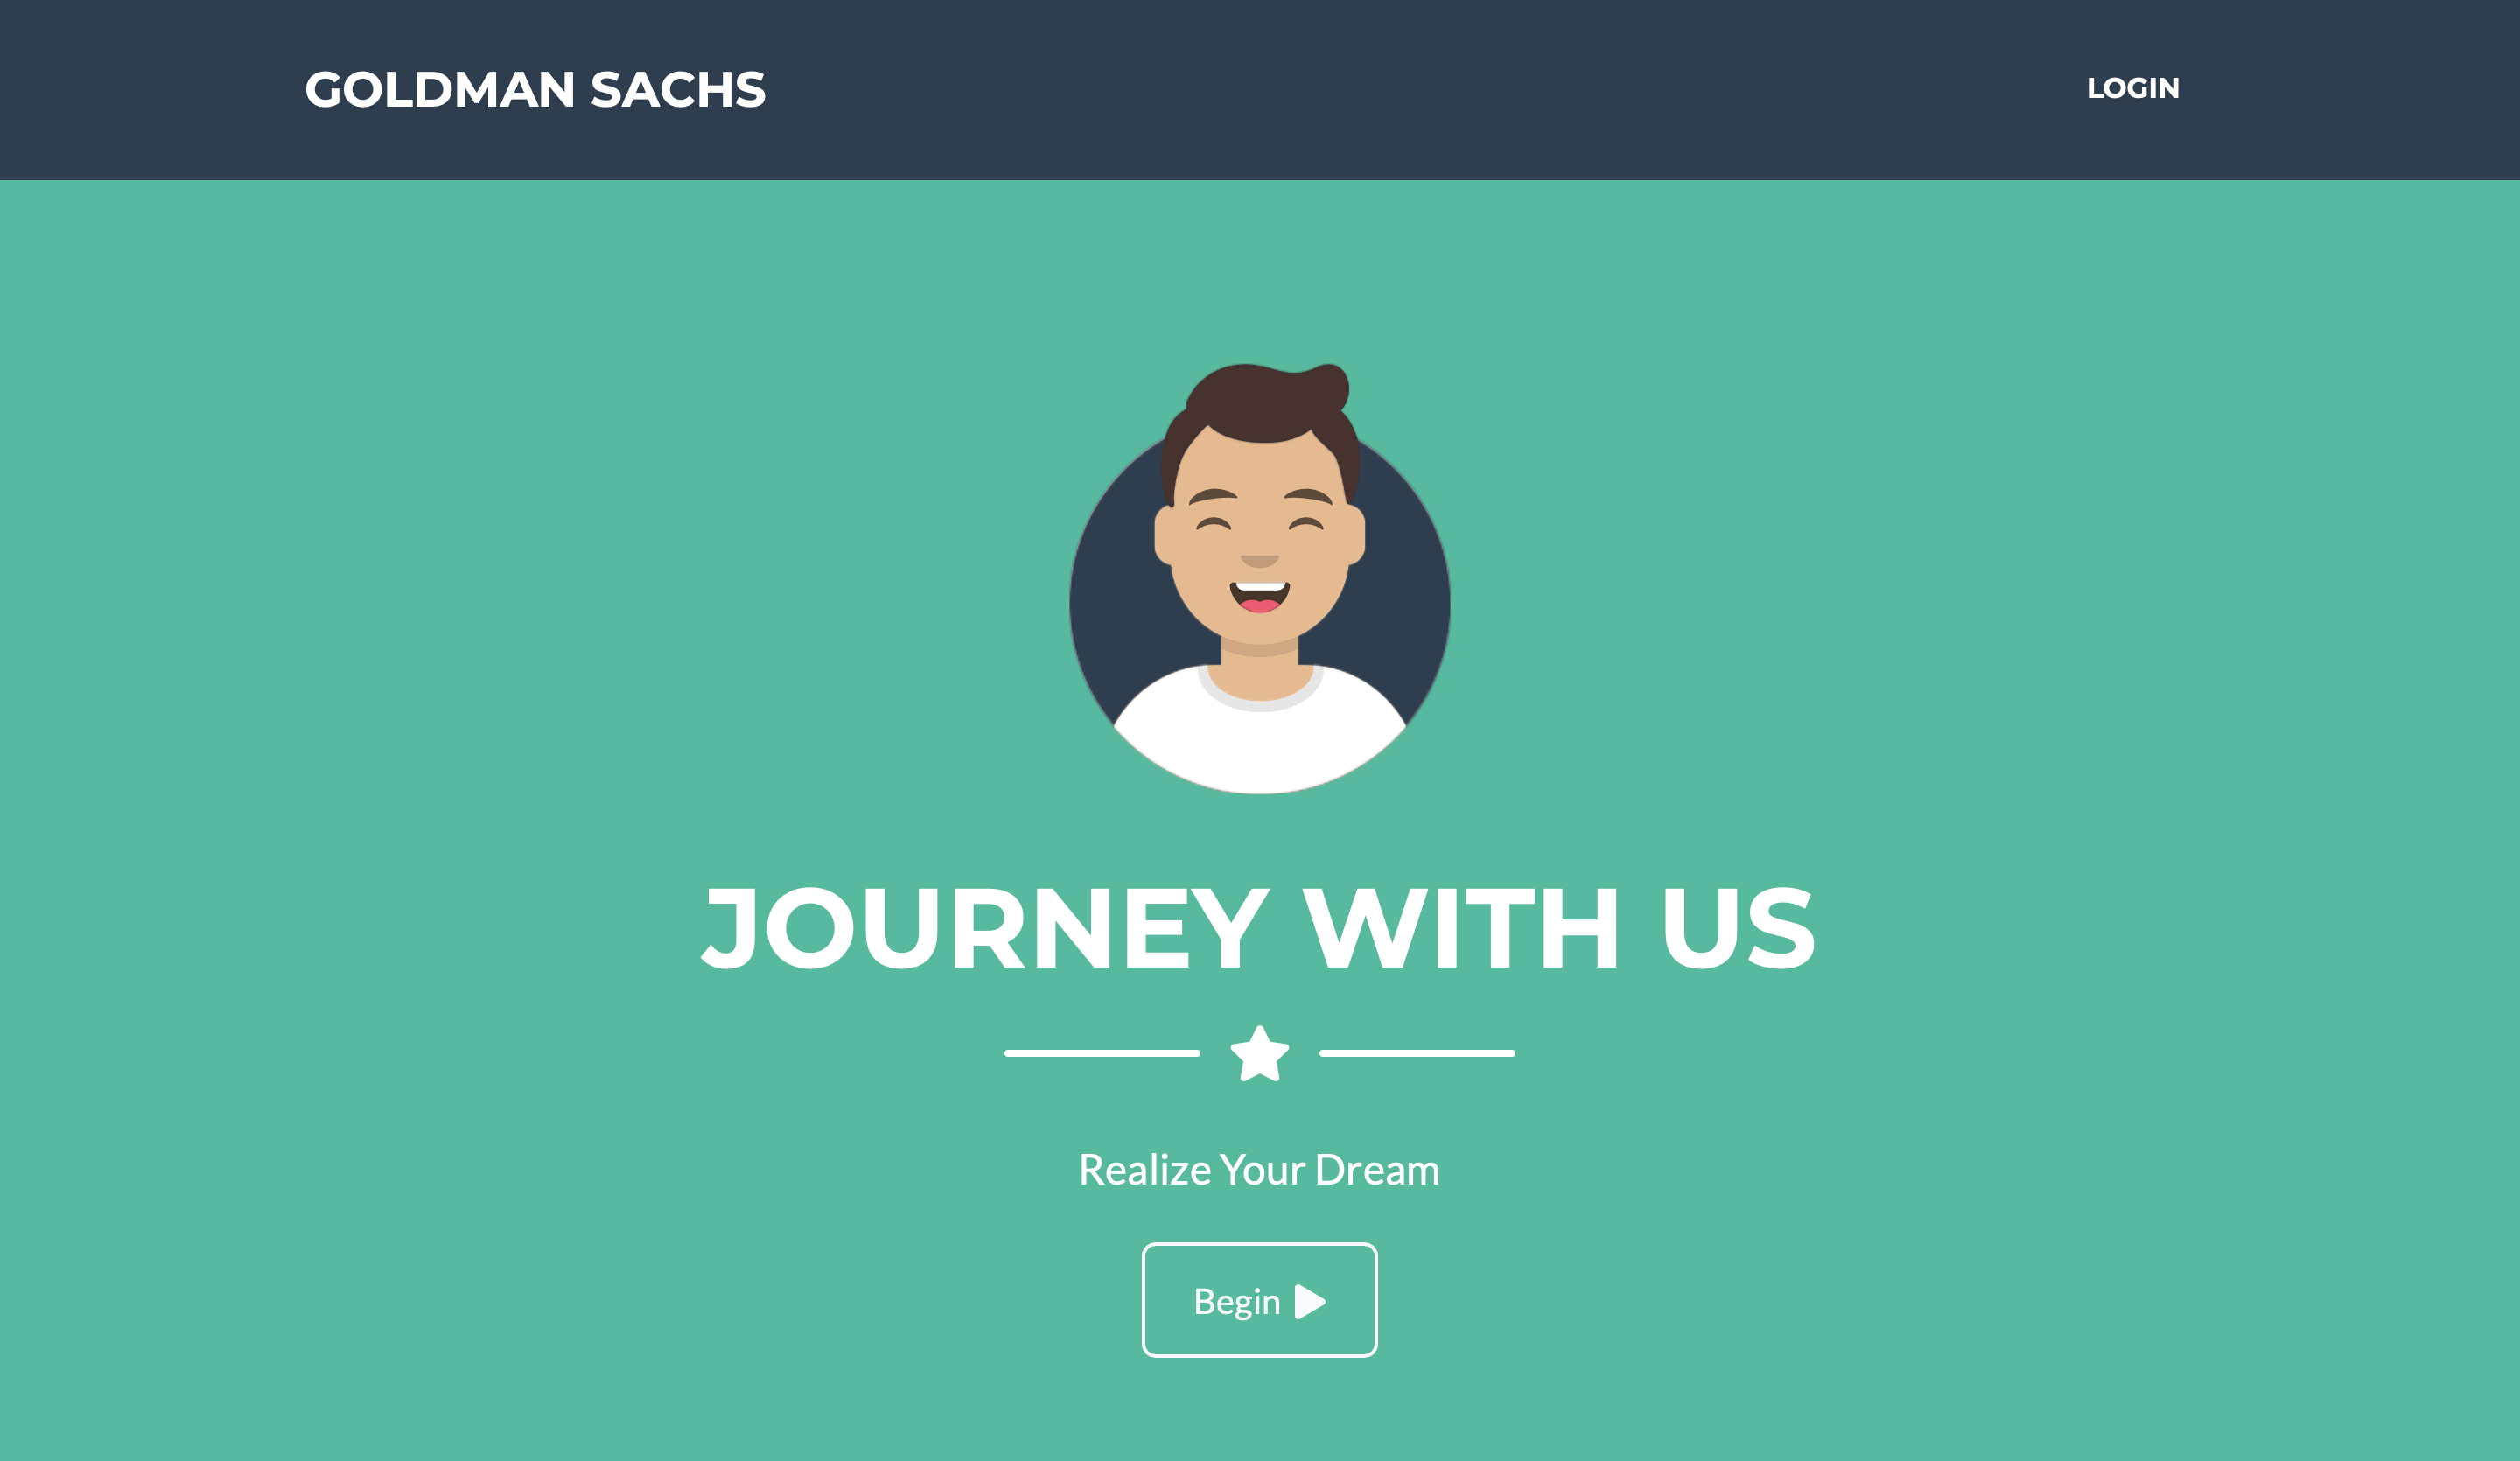 GOLDMAN SACHS
LOGIN
JOURNEY WITH US
Realize Your Dream
Begin